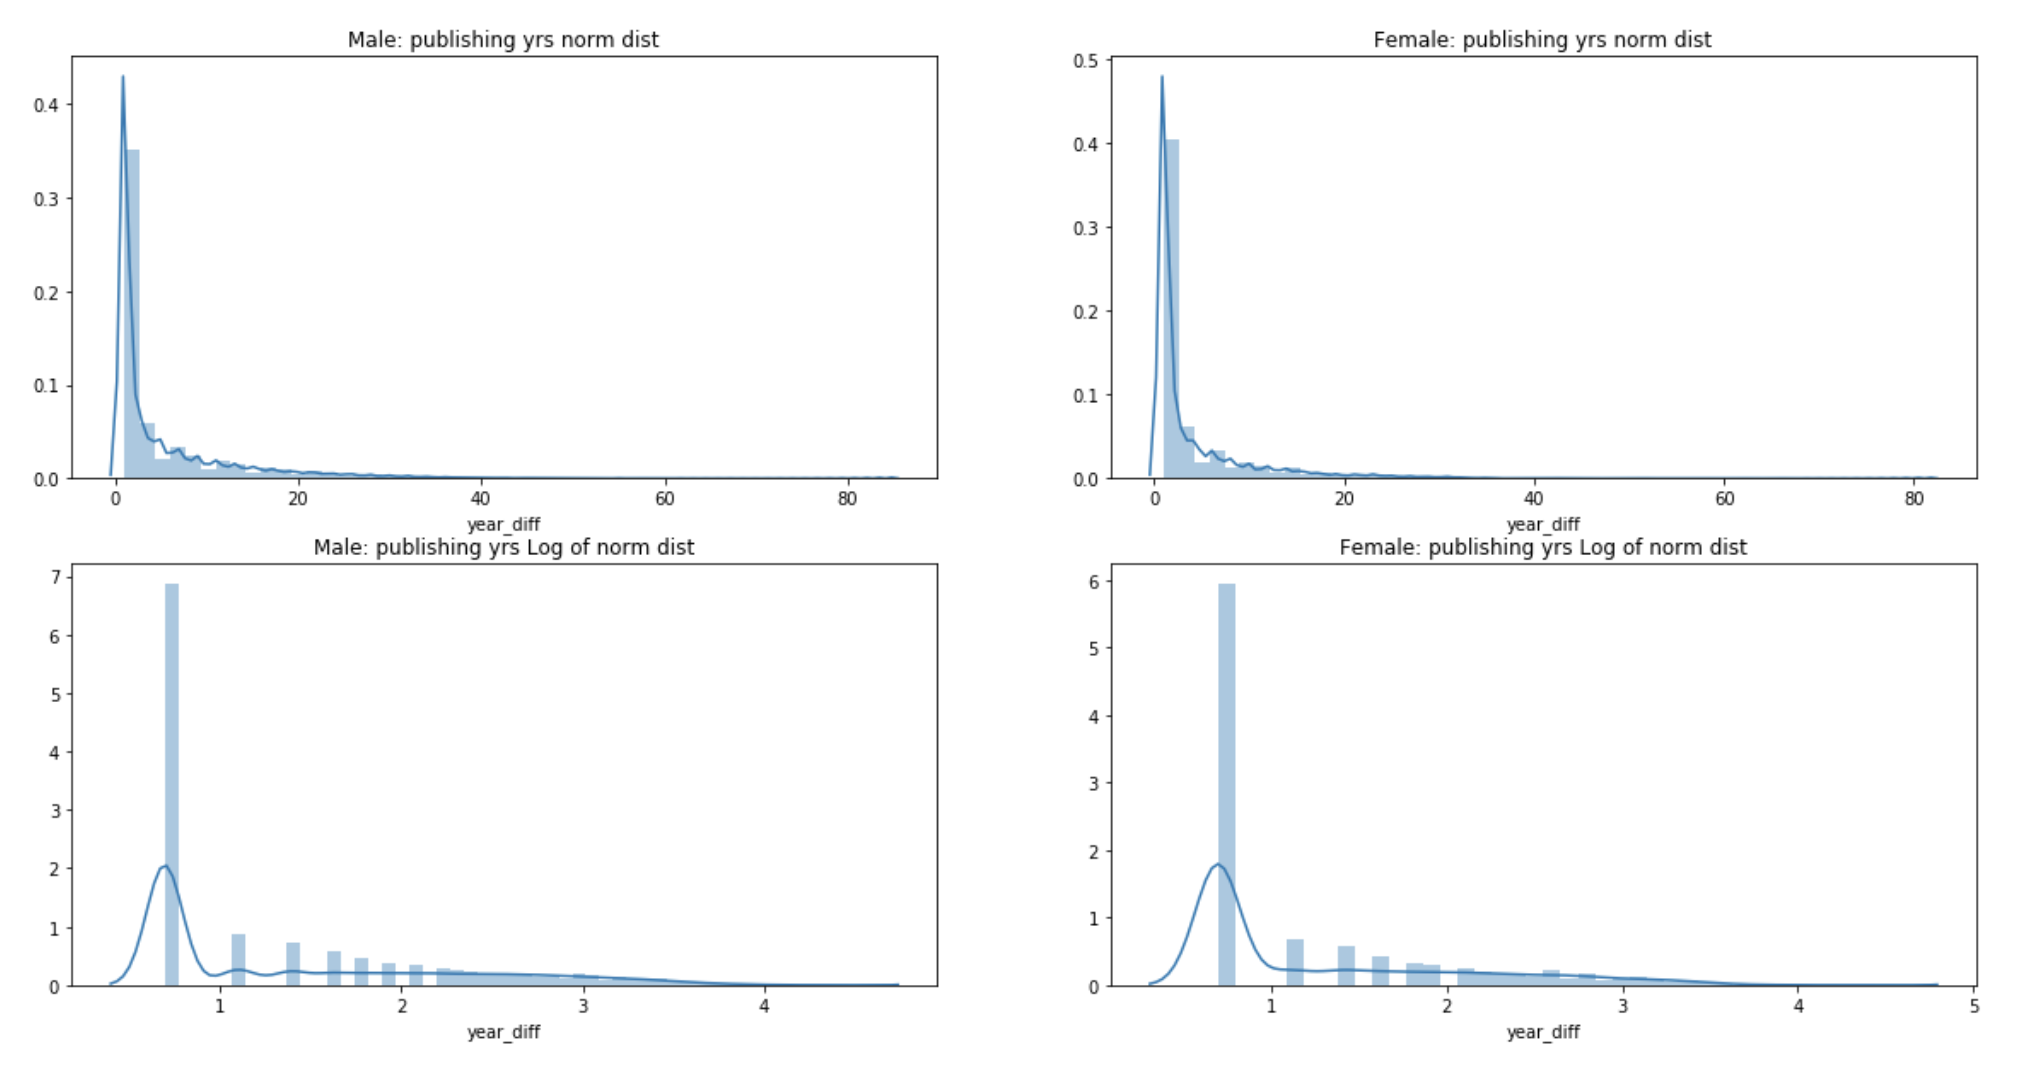 Male: publishing yrs norm dist
0.4
0.3
0.2
0.1
0.0
0 20 40 60 80
year_diff
Female: publishing yrs norm dist
0.5
0.4
0.3
0.2
0.1
0.0
0 20 40 60 80
year_diff
Male: publishing yrs Log of norm dist
7
6
5
4
3
2
1
0
1 2 3 4
year_diff
Female: publishing yrs Log of norm dist
6
5
4
3
2
1
0
1 2 3 4 5
year_diff